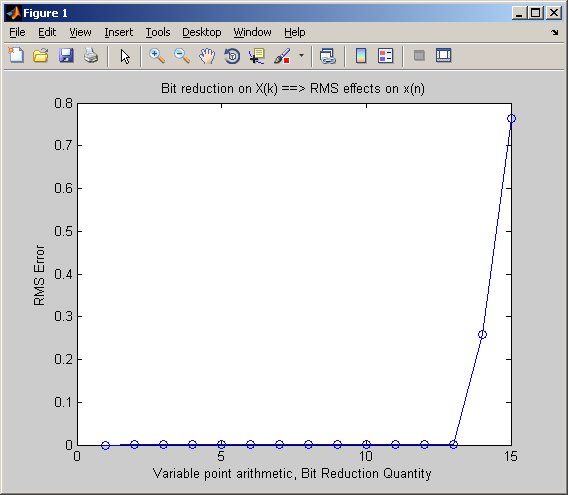 Figure 1
File Edit View Insert Tools Desktop Window Help
Bit reduction on X(k) ==> RMS effects on x(n)
0.8
0.7
0.6
0.5
0.4
0.3
0.2
0.1
0
RMS Error
0 5 10 15
Variable point arithmetic, Bit Reduction Quantity